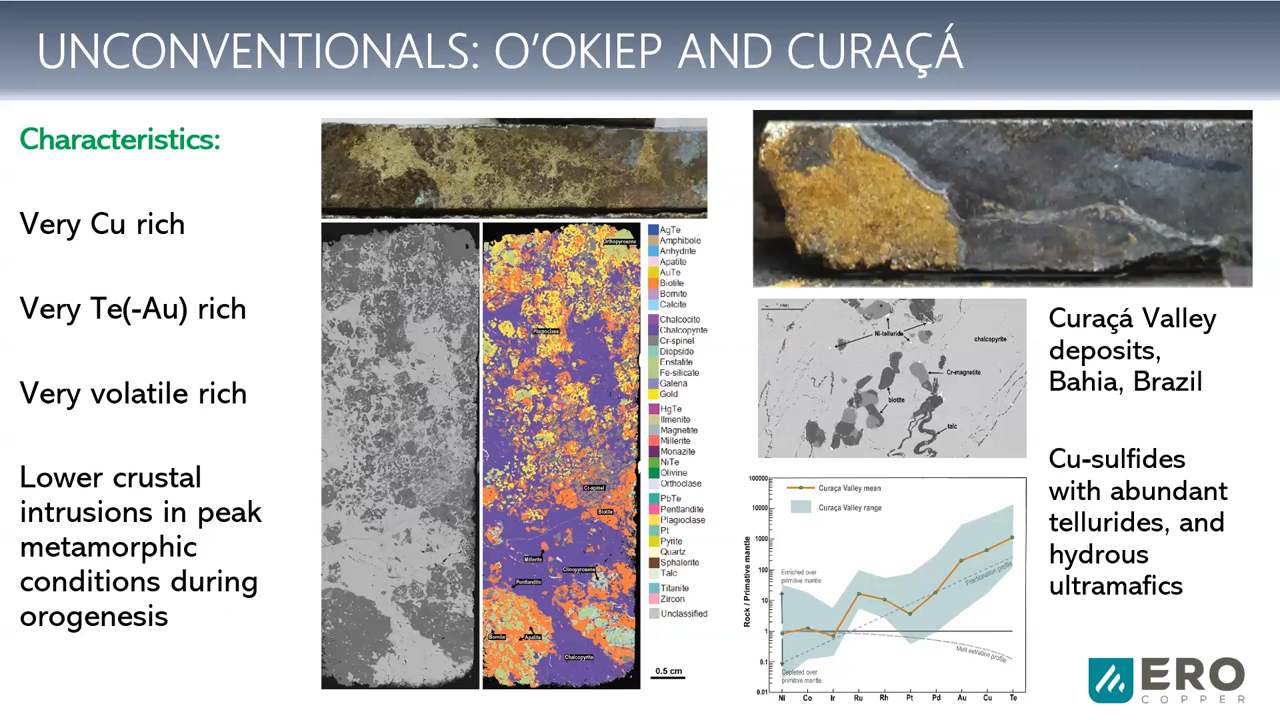 UNCONVENTIONALS: O'OKIEP AND CURAÇÁ
Characteristics:
Very Cu rich
Very Te(-Au) rich
Very volatile rich
Lower crustal
intrusions in peak
metamorphic
conditions during
orogenesis
Orthopyroxene
Plagioclase
Cr-spinel
Biotite
Millerite
Clinopyroxene
Pentlandite
Bornite
Apatite
Chalcopyrite
AgTe
Amphibole
Anhydrite
Apatite
AuTe
Biotite
Bornite
Calcite
Chalcocite
Chalcopyrite
Cr-spinel
Diopside
Enstatite
Fe-silicate
Galena
Gold
HgTe
Ilmenite
Magnetite
Millerite
Monazite
NiTe
Olivine
Orthoclase
PbTe
Pentlandite
Plagioclase
Pt
Pyrite
Quartz
Sphalerite
Talc
Titanite
Zircon
Unclassified
0.5 cm
Ni-telluride
chalcopyrite
Cr-magnetite
biotite
talc
Curaçá Valley
deposits,
Bahia, Brazil
Cu-sulfides
with abundant
tellurides, and
hydrous
ultramafics
Curaça Valley mean
Curaça Valley range
Rock / Primitive mantle
100000
10000
1000
100
10
1
0.1
0.01
Enriched over
primitive mantle
Depleted over
primitive mantle
Fractionation profile
Melt extration profile
Ni Co Ir Ru Rh Pt Pd Au Cu Te
ERO
COPPER